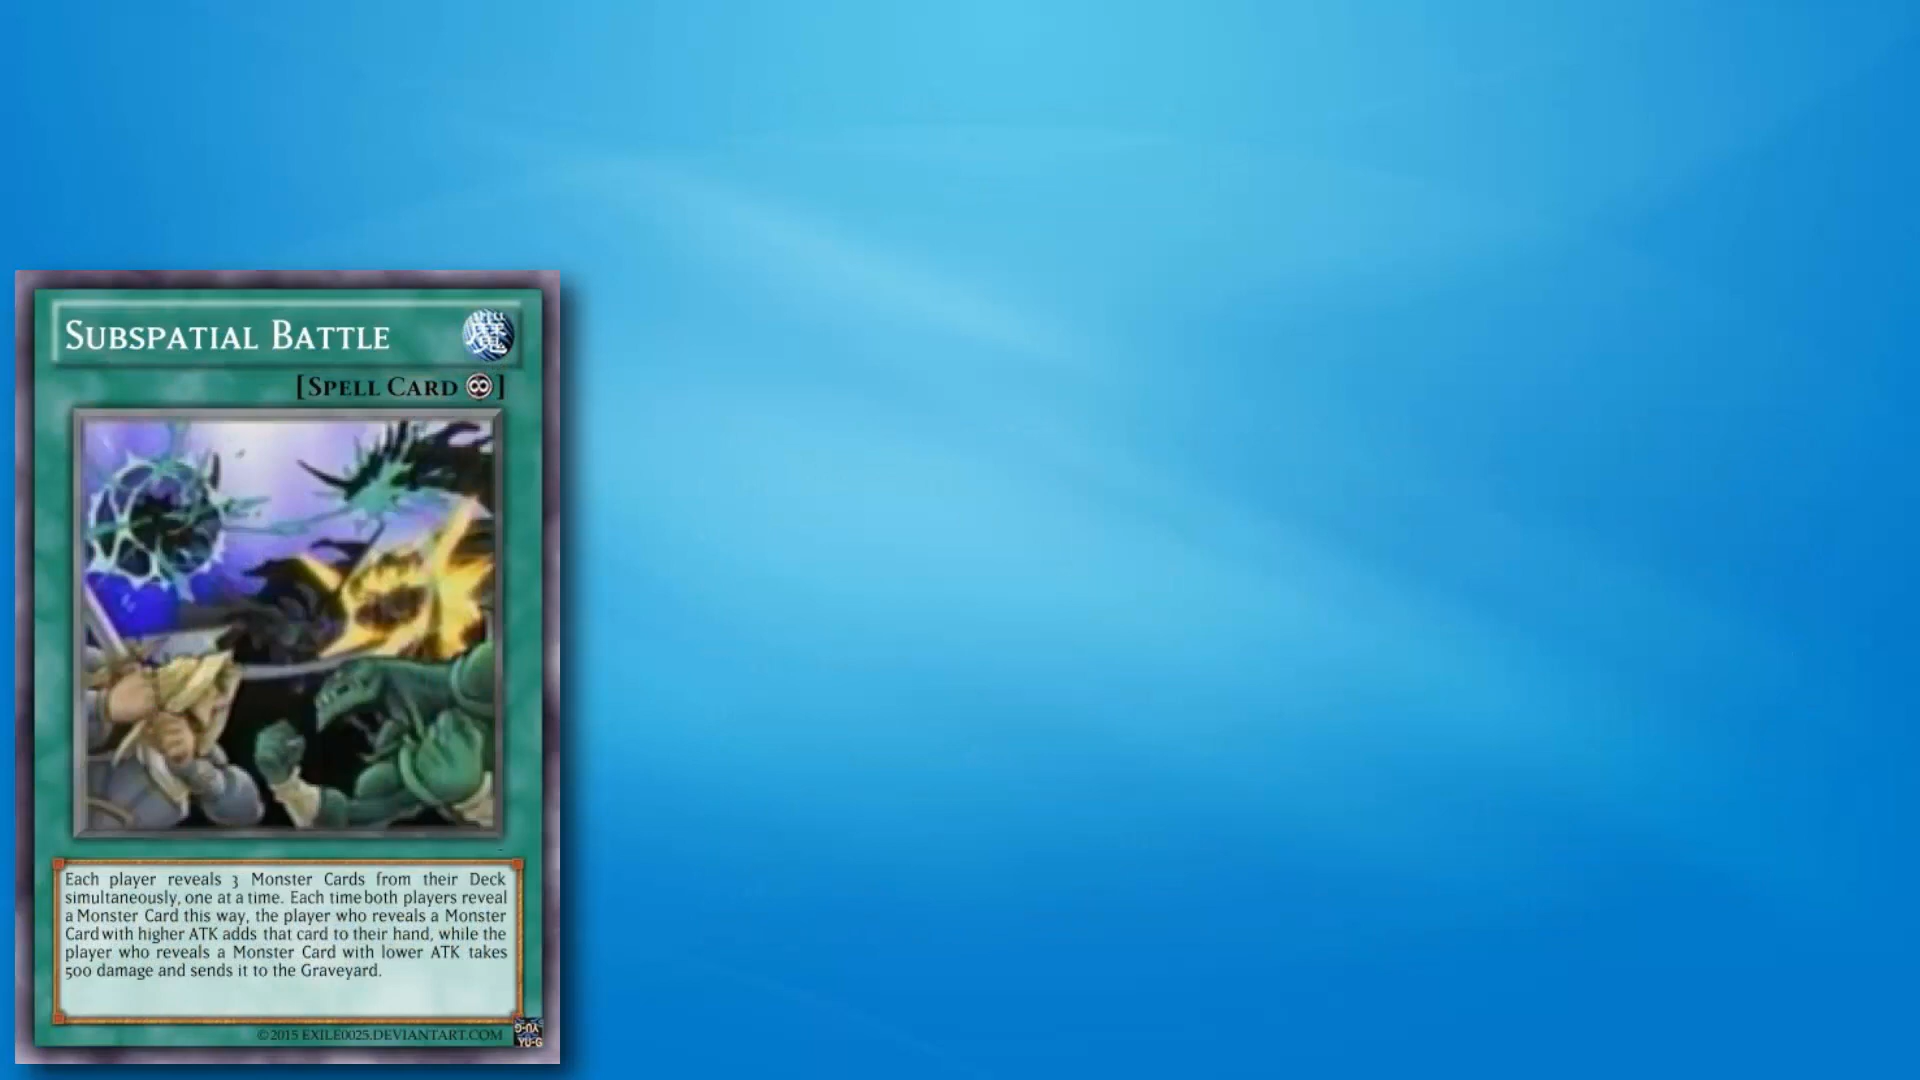 Subspatial Battle
魔
[Spell Card]
Each player reveals 3 Monster Cards from their Deck
simultaneously, one at a time. Each time both players reveal
a Monster Card this way, the player who reveals a Monster
Card with higher ATK adds that card to their hand, while the
player who reveals a Monster Card with lower ATK takes
500 damage and sends it to the Graveyard.
©2015 EXILE0025.DEVIANTART.COM
YU-G
YU-G